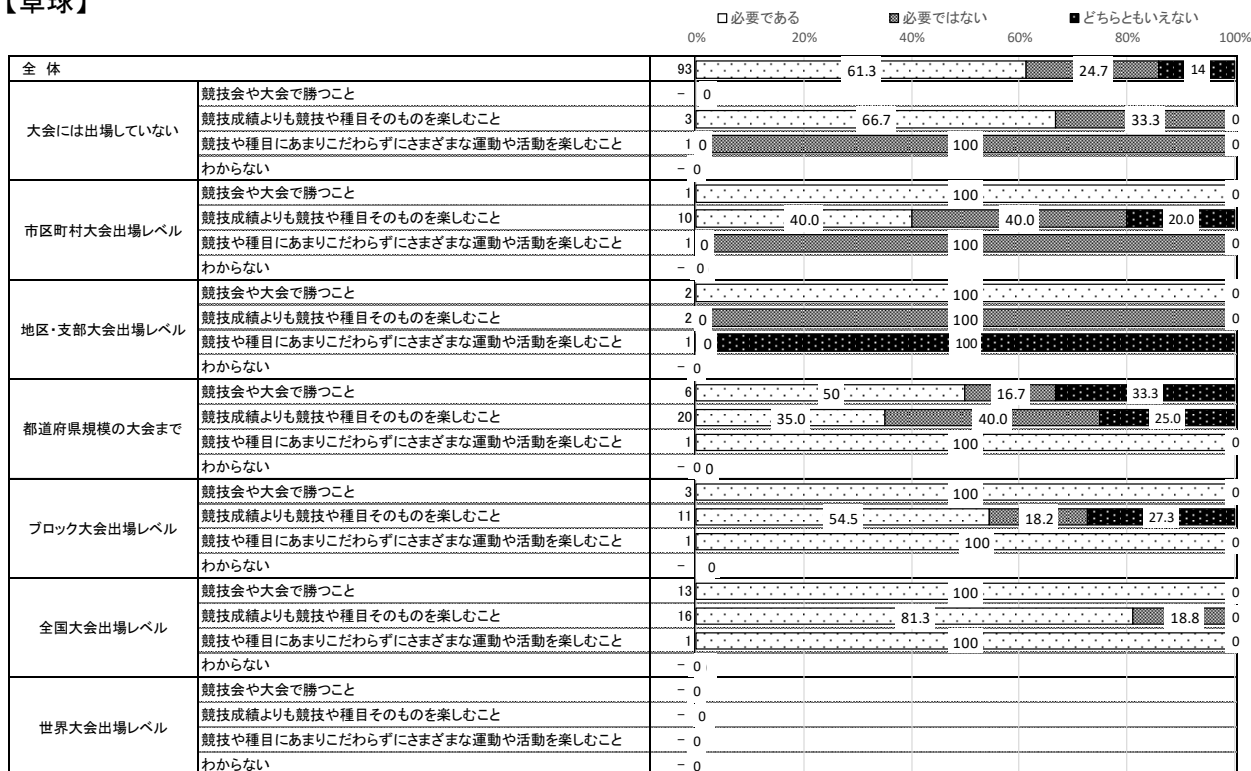 【卓球】
□必要である ■必要ではない ■どちらともいえない
0% 20% 40% 60% 80% 100%
全 体 93 61.3 24.7 14
大会には出場していない
競技会や大会で勝つこと - 0
競技成績よりも競技や種目そのものを楽しむこと 3 66.7 33.3 0
競技や種目にあまりこだわらずにさまざまな運動や活動を楽しむこと 1 0 100 0
わからない - 0
市区町村大会出場レベル
競技会や大会で勝つこと 1 100 0
競技成績よりも競技や種目そのものを楽しむこと 10 40.0 40.0 20.0
競技や種目にあまりこだわらずにさまざまな運動や活動を楽しむこと 1 0 100 0
わからない - 0
地区・支部大会出場レベル
競技会や大会で勝つこと 2 100 0
競技成績よりも競技や種目そのものを楽しむこと 2 0 100 0
競技や種目にあまりこだわらずにさまざまな運動や活動を楽しむこと 1 0 100
わからない - 0
都道府県規模の大会まで
競技会や大会で勝つこと 6 50 16.7 33.3
競技成績よりも競技や種目そのものを楽しむこと 20 35.0 40.0 25.0
競技や種目にあまりこだわらずにさまざまな運動や活動を楽しむこと 1 100 0
わからない - 0 0
ブロック大会出場レベル
競技会や大会で勝つこと 3 100 0
競技成績よりも競技や種目そのものを楽しむこと 11 54.5 18.2 27.3
競技や種目にあまりこだわらずにさまざまな運動や活動を楽しむこと 1 100 0
わからない - 0
全国大会出場レベル
競技会や大会で勝つこと 13 100 0
競技成績よりも競技や種目そのものを楽しむこと 16 81.3 18.8 0
競技や種目にあまりこだわらずにさまざまな運動や活動を楽しむこと 1 100 0
わからない - 0
世界大会出場レベル
競技会や大会で勝つこと - 0
競技成績よりも競技や種目そのものを楽しむこと - 0
競技や種目にあまりこだわらずにさまざまな運動や活動を楽しむこと - 0
わからない - 0